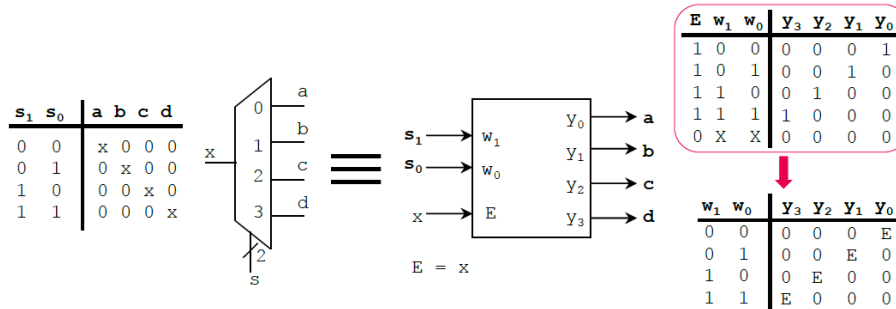 s1 s0 a b c d
0 0 x 0 0 0
0 1 0 x 0 0
1 0 0 0 x 0
1 1 0 0 0 x
x
0
1
2
3
a
b
c
d
2
s
s1
s0
x
w1
w0
E
y0
y1
y2
y3
a
b
c
d
E = x
E w1 w0 y3 y2 y1 y0
1 0 0 0 0 0 1
1 0 1 0 0 1 0
1 1 0 0 1 0 0
1 1 1 1 0 0 0
0 X X 0 0 0 0
w1 w0 y3 y2 y1 y0
0 0 0 0 0 E
0 1 0 0 E 0
1 0 0 E 0 0
1 1 E 0 0 0